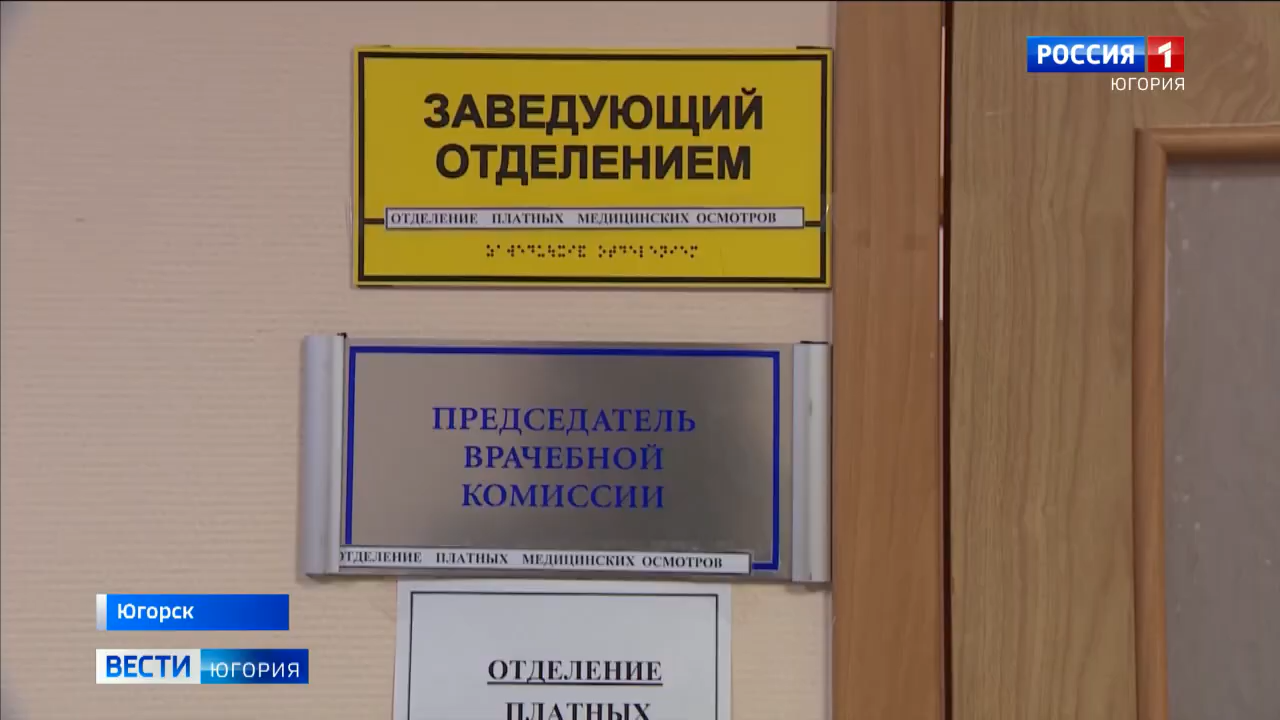 РОССИЯ 1
ЮГОРИЯ
ЗАВЕДУЮЩИЙ
ОТДЕЛЕНИЕМ
ОТДЕЛЕНИЕ ПЛАТНЫХ МЕДИЦИНСКИХ ОСМОТРОВ
ПРЕДСЕДАТЕЛЬ
ВРАЧЕБНОЙ
КОМИССИИ
ОТДЕЛЕНИЕ ПЛАТНЫХ МЕДИЦИНСКИХ ОСМОТРОВ
Югорск
ВЕСТИ ЮГОРИЯ
ОТДЕЛЕНИЕ
ПЛАТНЫХ